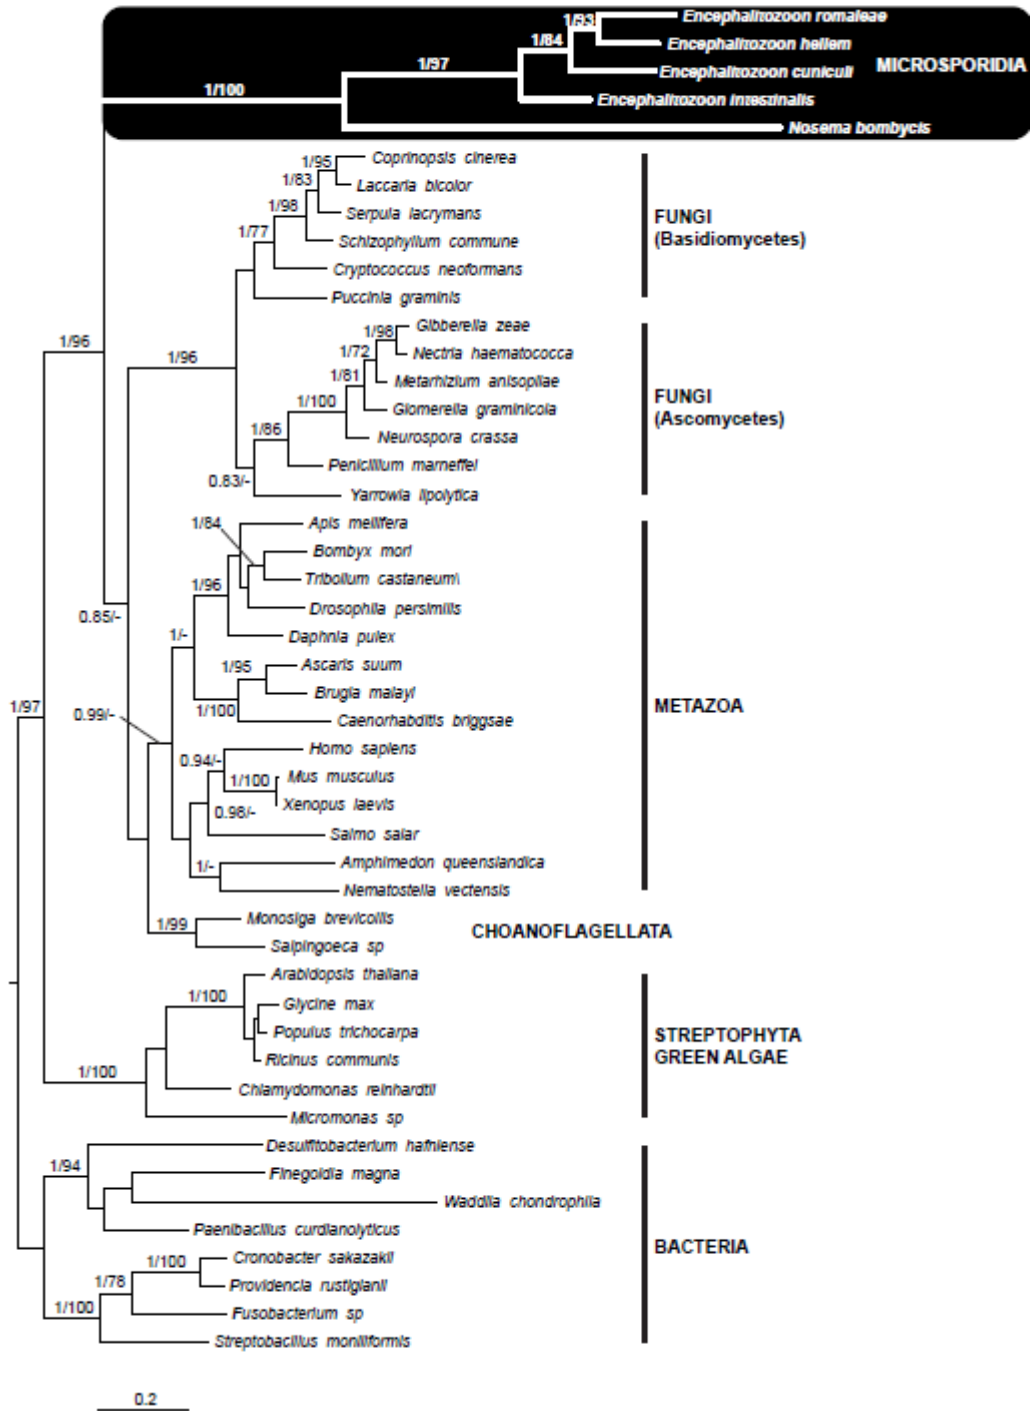 1/93
Encephalitozoon romaleae
1/84
Encephalitozoon hellem
1/97
Encephalitozoon cuniculi
MICROSPORIDIA
1/100
Encephalitozoon intestinalis
Nosema bombycis
1/95
Coprinopsis cinerea
1/83
Laccaria bicolor
1/98
Serpula lacrymans
1/77
Schizophyllum commune
Cryptococcus neoformans
Puccinia graminis
FUNGI
(Basidiomycetes)
1/96
1/96
1/98
Gibberella zeae
1/72
Nectria haematococca
1/81
Metarhizium anisopliae
1/100
Glomerella graminicola
1/86
Neurospora crassa
Penicillium marneffei
0.83/-
Yarrowia lipolytica
FUNGI
(Ascomycetes)
1/84
Apis mellifera
Bombyx mori
1/96
Tribolium castaneum\
Drosophila persimilis
0.85/-
1/-
Daphnia pulex
1/95
Ascaris suum
Brugia malayi
1/100
Caenorhabditis briggsae
METAZOA
1/97
0.99/-
0.94/-
Homo sapiens
1/100
Mus musculus
0.98/-
Xenopus laevis
Salmo salar
1/-
Amphimedon queenslandica
Nematostella vectensis
1/99
Monosiga brevicollis
Salpingoeca sp
CHOANOFLAGELLATA
Arabidopsis thaliana
1/100
Glycine max
Populus trichocarpa
Ricinus communis
1/100
Chlamydomonas reinhardtii
Micromonas sp
STREPTOPHYTA
GREEN ALGAE
Desulfitobacterium hafniense
1/94
Finegoldia magna
Waddlia chondrophila
Paenibacillus curdlanolyticus
1/100
Cronobacter sakazakii
1/78
Providencia rustigianii
1/100
Fusobacterium sp
Streptobacillus moniliformis
BACTERIA
0.2